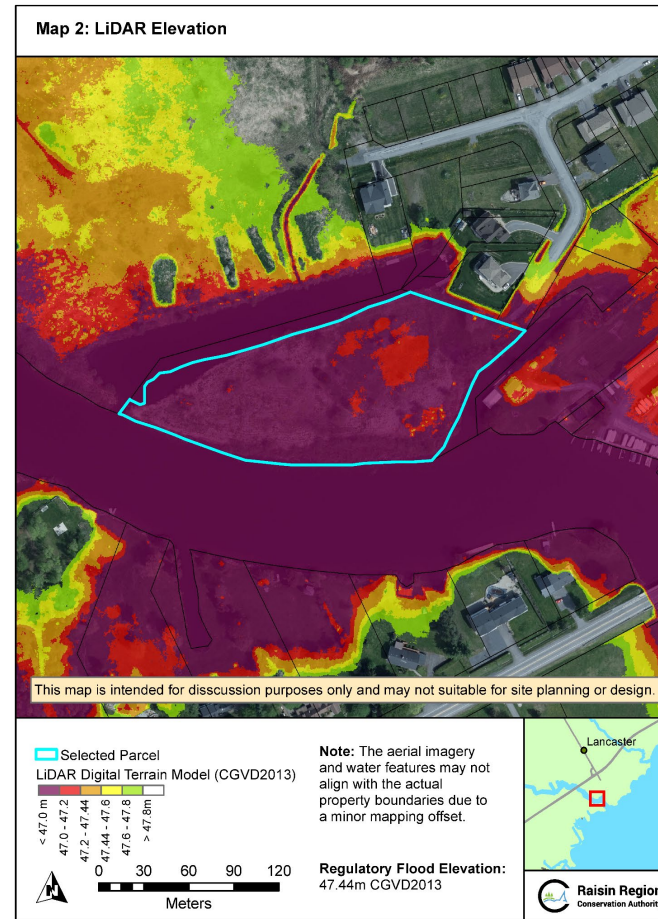 Map 2: LiDAR Elevation
This map is intended for disscussion purposes only and may not suitable for site planning or design.
Selected Parcel
LiDAR Digital Terrain Model (CGVD2013)
< 47.0 m
47.0 - 47.2
47.2 - 47.44
47.44 - 47.6
47.6 - 47.8
> 47.8m
0 30 60 90 120
Meters
N
Note: The aerial imagery
and water features may not
align with the actual
property boundaries due to
a minor mapping offset.
Regulatory Flood Elevation:
47.44m CGVD2013
Lancaster
Raisin Region
Conservation Authorit